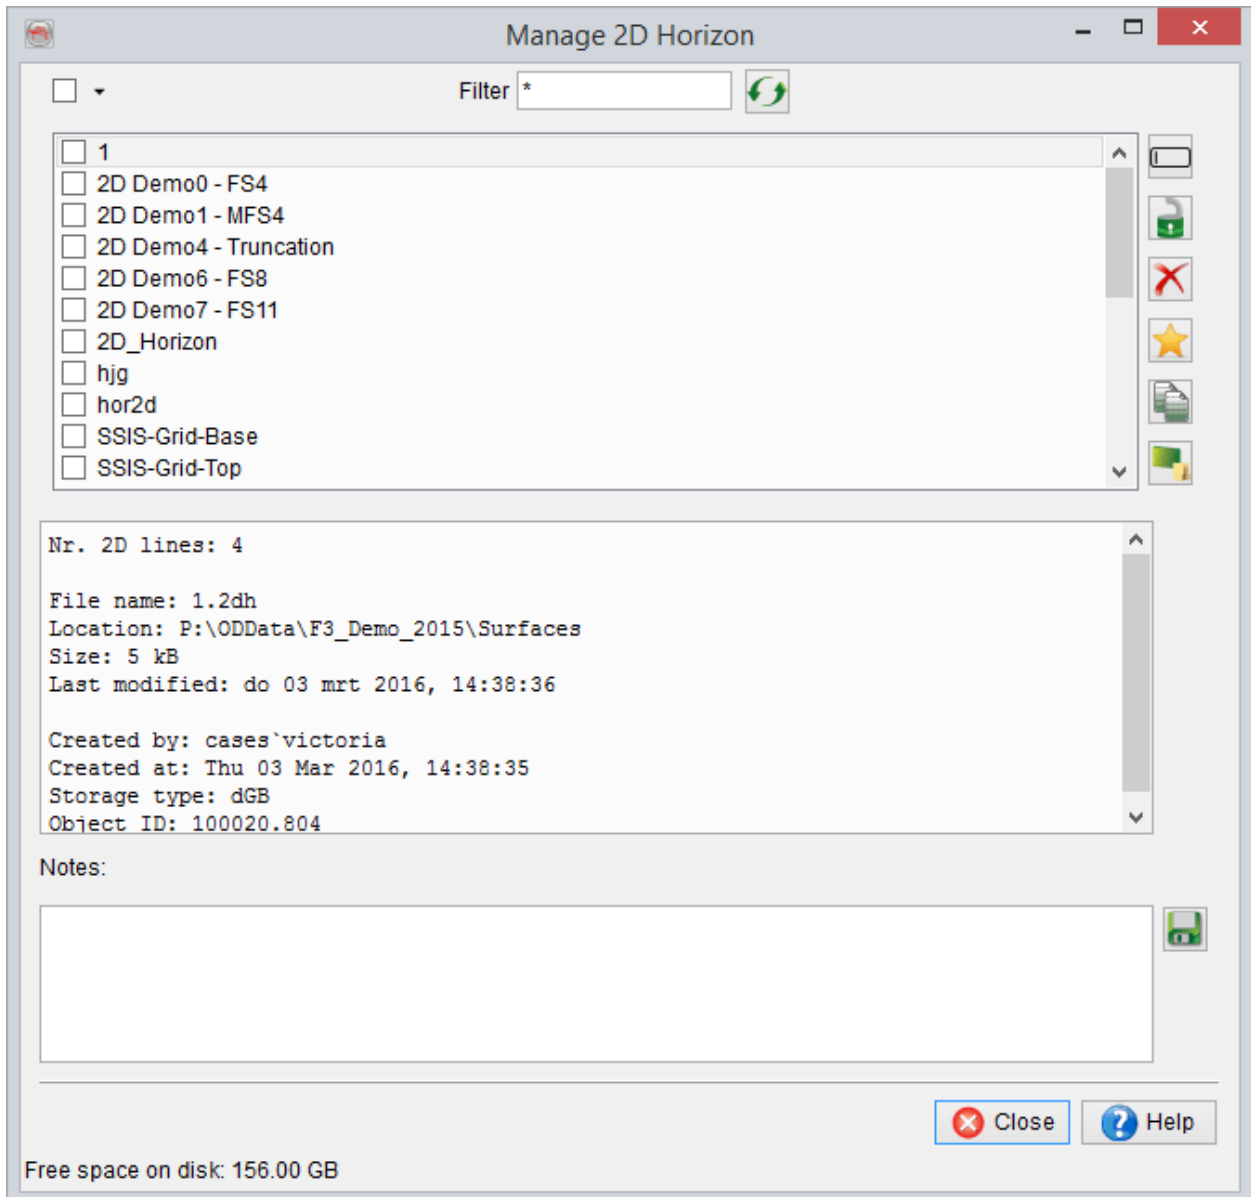 Manage 2D Horizon
Filter *
1
2D Demo0 - FS4
2D Demo1 - MFS4
2D Demo4 - Truncation
2D Demo6 - FS8
2D Demo7 - FS11
2D_Horizon
hjg
hor2d
SSIS-Grid-Base
SSIS-Grid-Top
Nr. 2D lines: 4
File name: 1.2dh
Location: P:\ODData\F3_Demo_2015\Surfaces
Size: 5 kB
Last modified: do 03 mrt 2016, 14:38:36
Created by: cases`victoria
Created at: Thu 03 Mar 2016, 14:38:35
Storage type: dGB
Object ID: 100020.804
Notes:
Close Help
Free space on disk: 156.00 GB